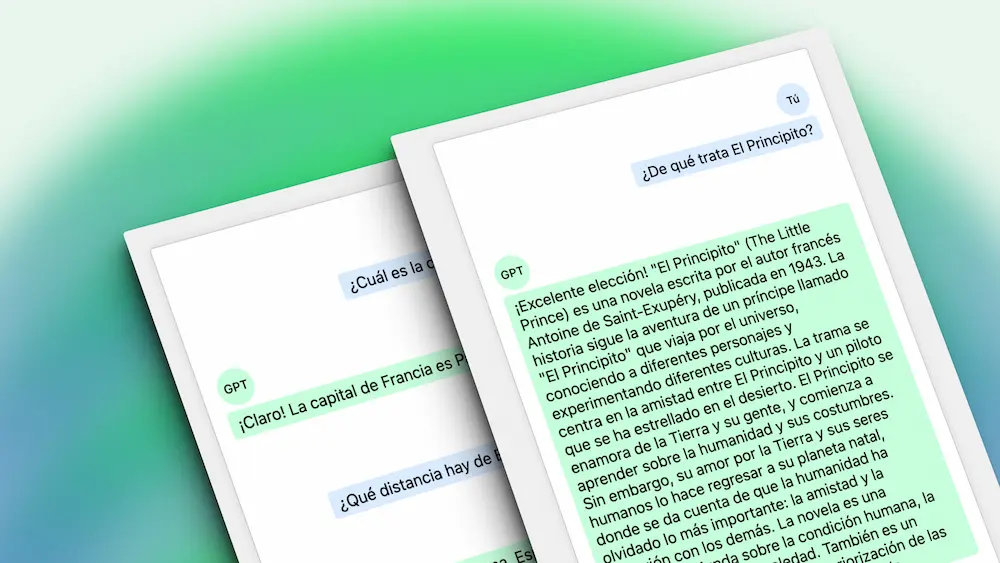 ¿Cuál es la
GPT
¡Claro! La capital de Francia es
¿Qué distancia hay de
Tú
¿De qué trata El Principito?
GPT
¡Excelente elección! "El Principito" (The Little
Prince) es una novela escrita por el autor francés
Antoine de Saint-Exupéry, publicada en 1943. La
historia sigue la aventura de un príncipe llamado
"El Principito" que viaja por el universo,
conociendo a diferentes personajes y
experimentando diferentes culturas. La trama se
centra en la amistad entre El Principito y un piloto
que se ha estrellado en el desierto. El Principito se
enamora de la Tierra y su gente, y comienza a
aprender sobre la humanidad y sus costumbres.
Sin embargo, su amor por la Tierra y sus seres
humanos lo hace regresar a su planeta natal,
donde se da cuenta de que la humanidad ha
olvidado lo más importante: la amistad y la
con los demás. La novela es una
sobre la condición humana, la
También es un
de las